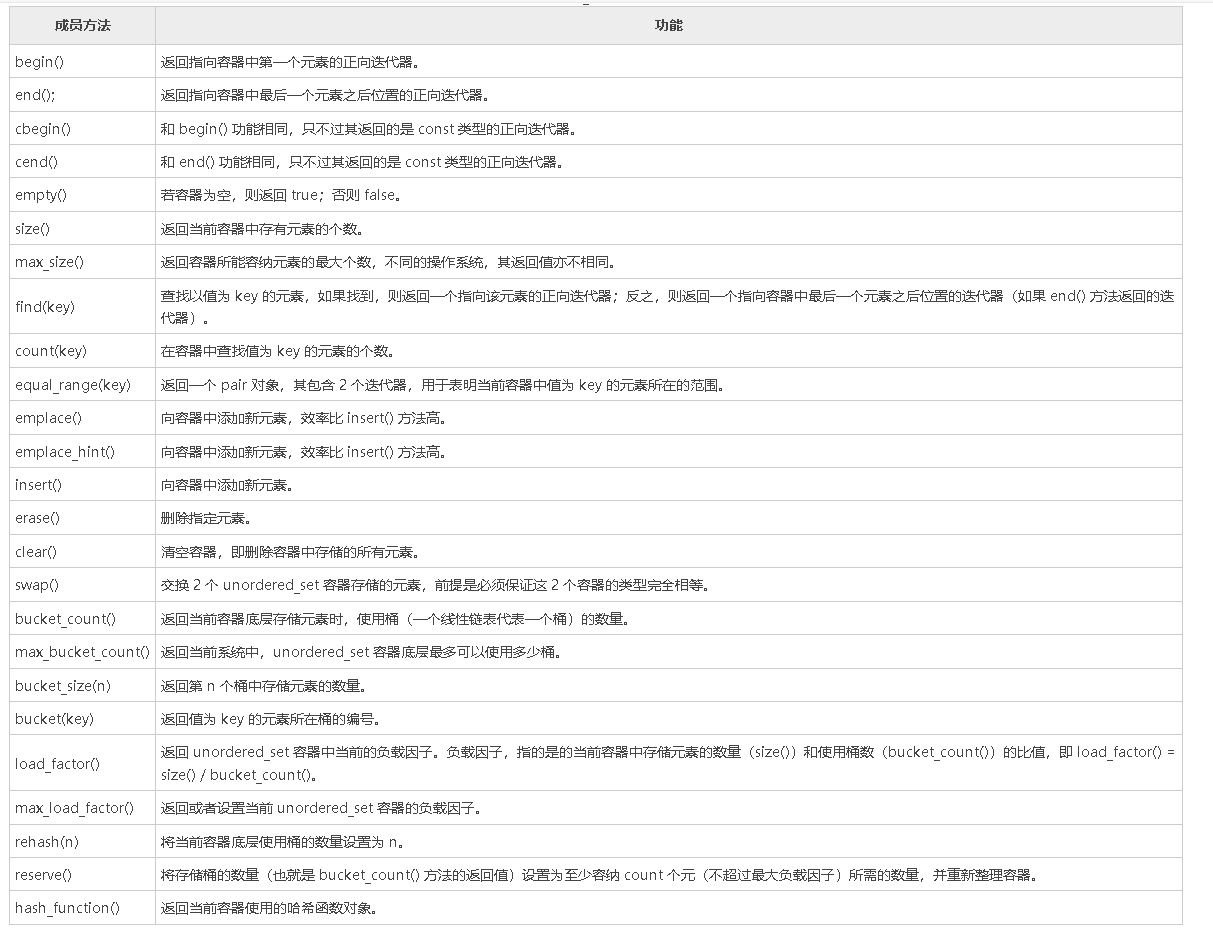 成员方法 功能
begin() 返回指向容器中第一个元素的正向迭代器。
end(); 返回指向容器中最后一个元素之后位置的正向迭代器。
cbegin() 和 begin() 功能相同，只不过其返回的是 const 类型的正向迭代器。
cend() 和 end() 功能相同，只不过其返回的是 const 类型的正向迭代器。
empty() 若容器为空，则返回 true；否则 false。
size() 返回当前容器中存有元素的个数。
max_size() 返回容器所能容纳元素的最大个数，不同的操作系统，其返回值亦不相同。
find(key) 查找以值为 key 的元素，如果找到，则返回一个指向该元素的正向迭代器；反之，则返回一个指向容器中最后一个元素之后位置的迭代器（如果 end() 方法返回的迭
代器）。
count(key) 在容器中查找值为 key 的元素的个数。
equal_range(key) 返回一个 pair 对象，其包含 2 个迭代器，用于表明当前容器中值为 key 的元素所在的范围。
emplace() 向容器中添加新元素，效率比 insert() 方法高。
emplace_hint() 向容器中添加新元素，效率比 insert() 方法高。
insert() 向容器中添加新元素。
erase() 删除指定元素。
clear() 清空容器，即删除容器中存储的所有元素。
swap() 交换 2 个 unordered_set 容器存储的元素，前提是必须保证这 2 个容器的类型完全相等。
bucket_count() 返回当前容器底层存储元素时，使用桶（一个线性链表代表一个桶）的数量。
max_bucket_count() 返回当前系统中，unordered_set 容器底层最多可以使用多少桶。
bucket_size(n) 返回第 n 个桶中存储元素的数量。
bucket(key) 返回值为 key 的元素所在桶的编号。
load_factor() 返回 unordered_set 容器中当前的负载因子。负载因子，指的是的当前容器中存储元素的数量（size()）和使用桶数（bucket_count()）的比值，即 load_factor() =
size() / bucket_count()。
max_load_factor() 返回或者设置当前 unordered_set 容器的负载因子。
rehash(n) 将当前容器底层使用桶的数量设置为 n。
reserve() 将存储桶的数量（也就是 bucket_count() 方法的返回值）设置为至少容纳 count 个元（不超过最大负载因子）所需的数量，并重新整理容器。
hash_function() 返回当前容器使用的哈希函数对象。